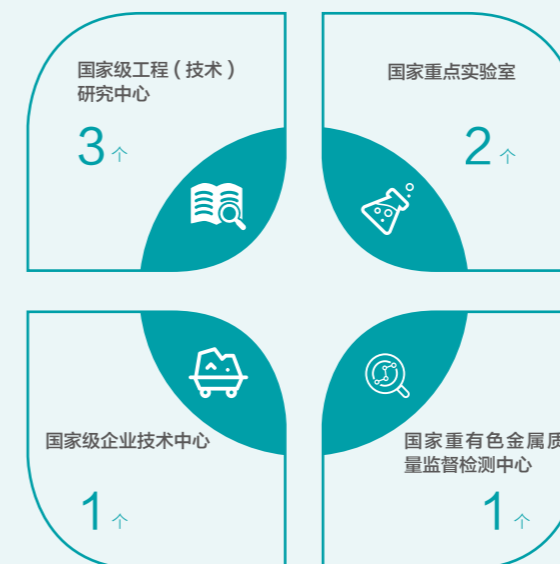 国家级工程（技术）
研究中心
3个
国家重点实验室
2个
国家级企业技术中心
1个
国家重有色金属质
量监督检测中心
1个